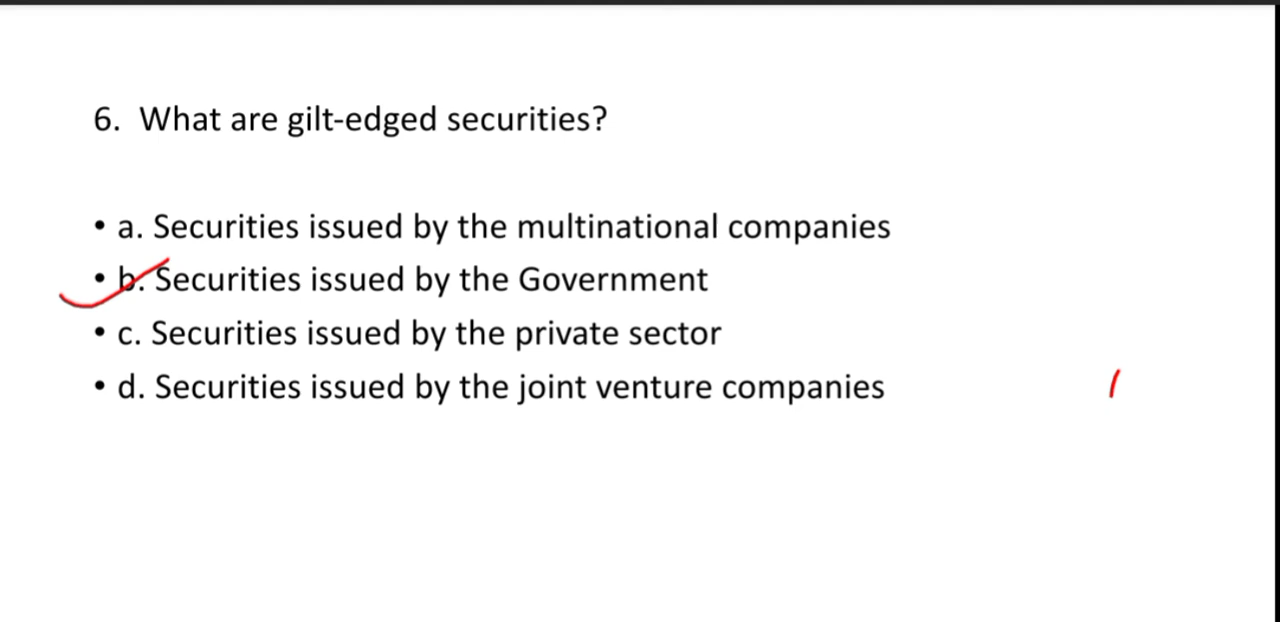 6. What are gilt-edged securities?
• a. Securities issued by the multinational companies
• b. Securities issued by the Government
• c. Securities issued by the private sector
• d. Securities issued by the joint venture companies